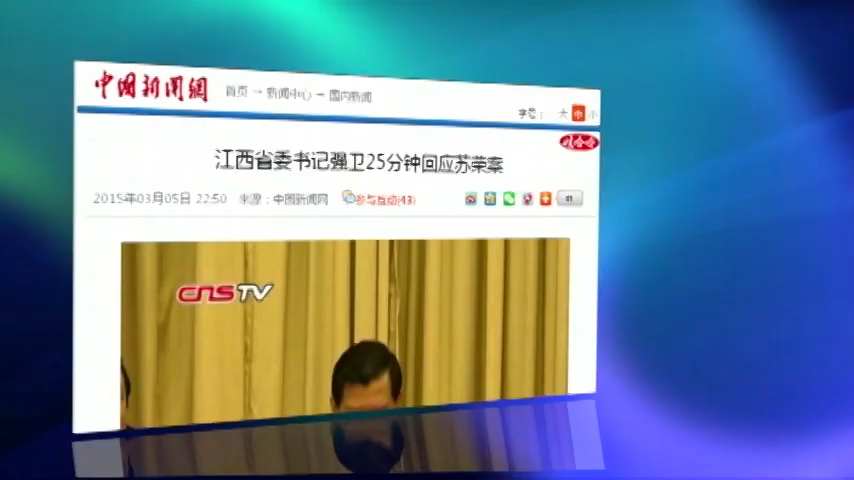 中国新闻网
首页 → 新闻中心 → 国内新闻
字号： 大 中 小
娃哈哈
江西省委书记强卫25分钟回应苏荣案
2015年03月05日 22:50 来源：中国新闻网 参与互动(43)
CNSTV